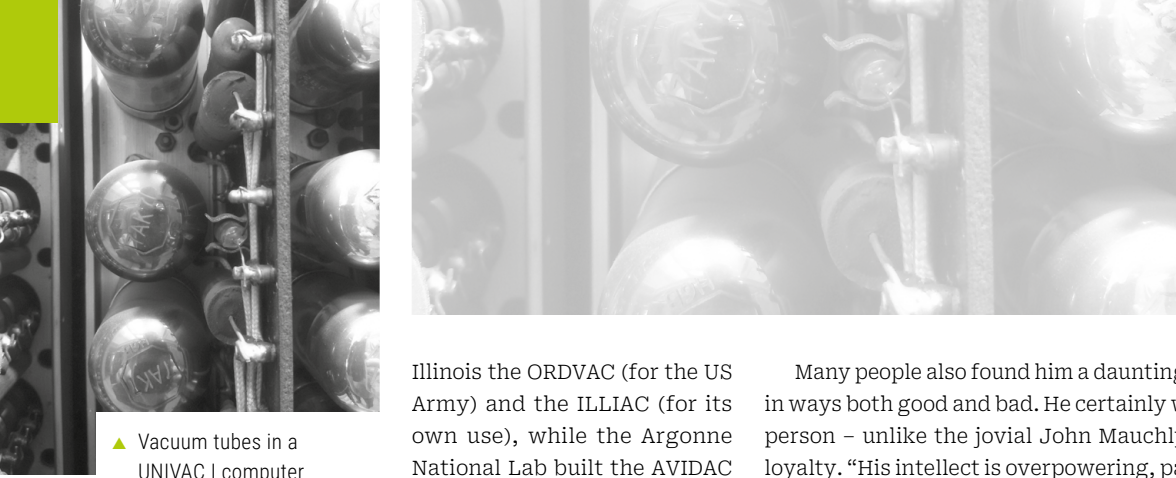 Vacuum tubes in a
UNIVAC I computer
Illinois the ORDVAC (for the US
Army) and the ILLIAC (for its
own use), while the Argonne
National Lab built the AVIDAC
Many people also found him a daunting
in ways both good and bad. He certainly
person – unlike the jovial John Mauchly
loyalty. “His intellect is overpowering,